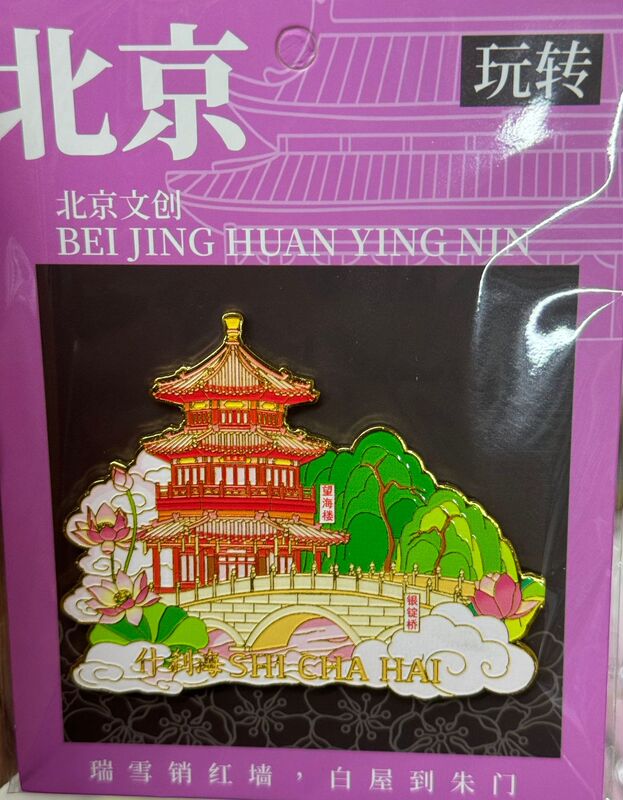 北京
玩转
北京文创
BEI JING HUAN YING NIN
望海楼
银锭桥
什刹海 SHI CHA HAI
瑞雪销红墙，白屋到朱门